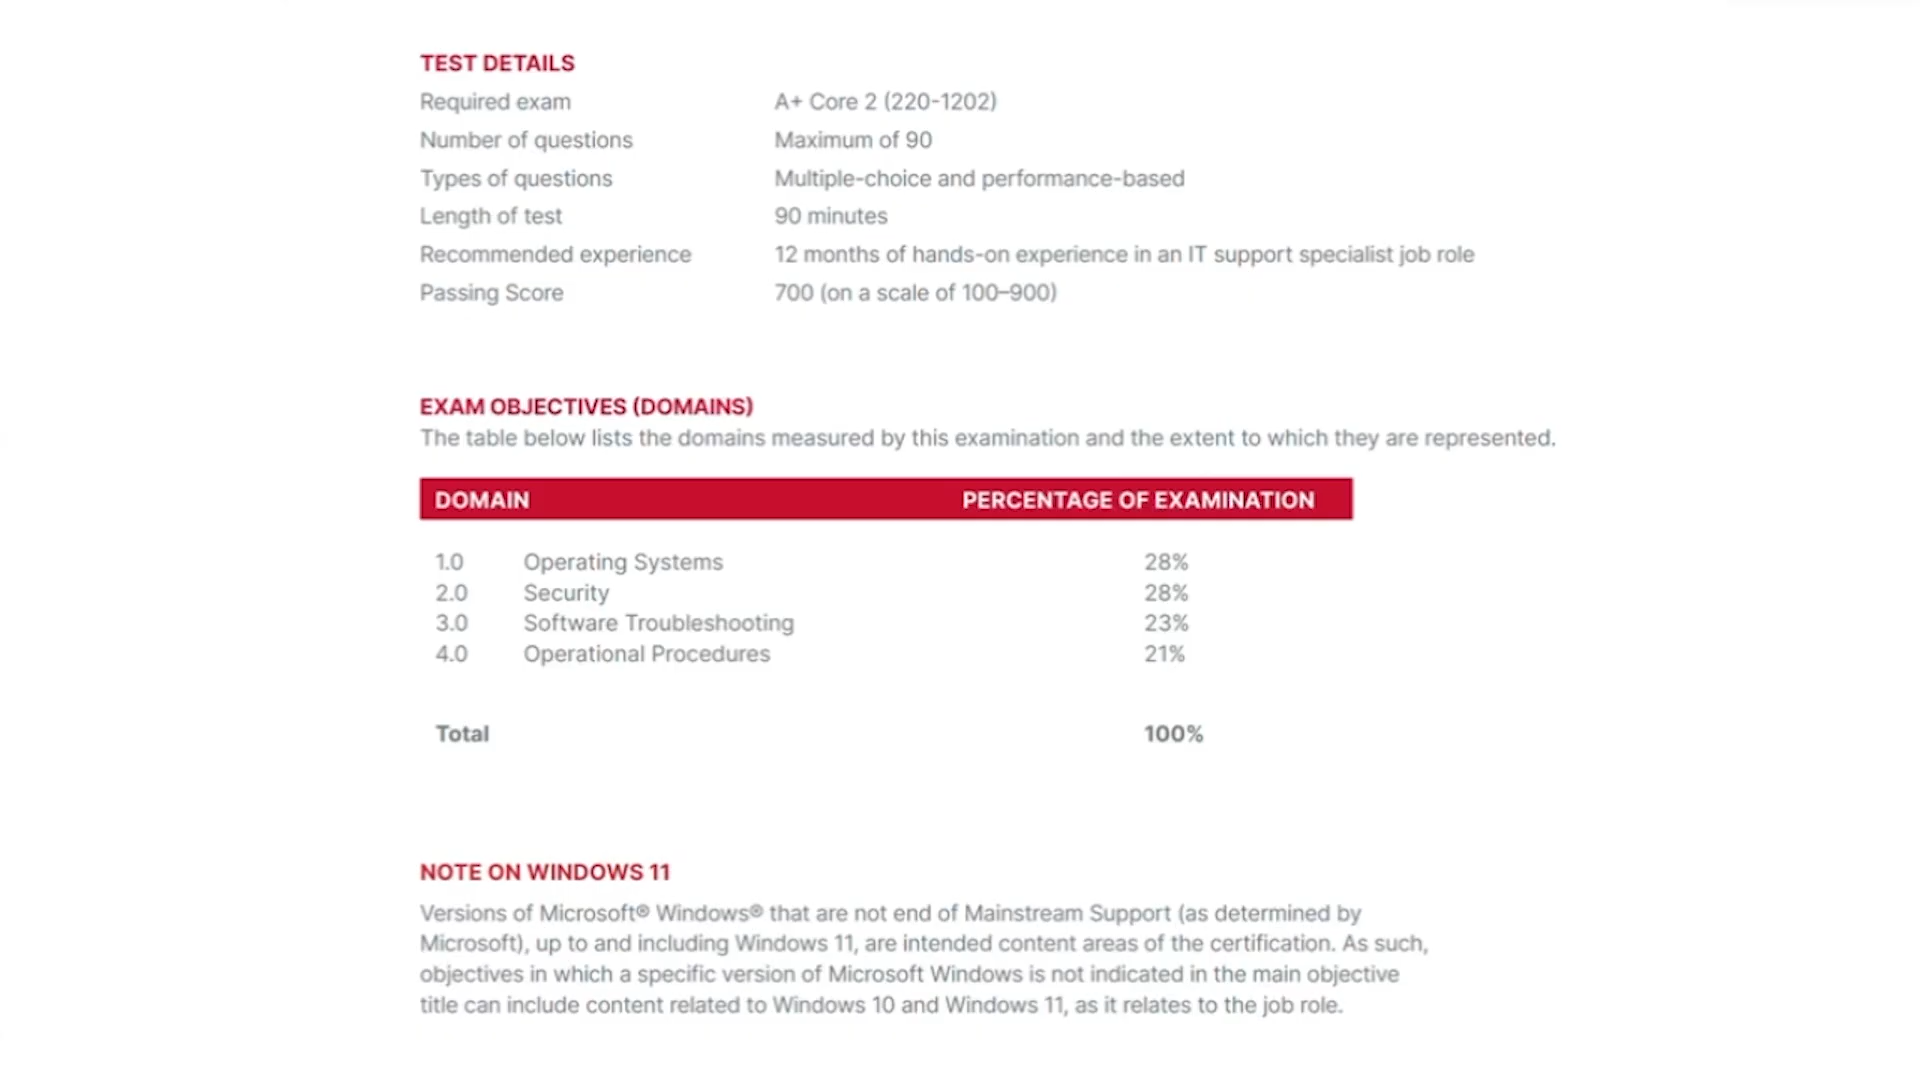 TEST DETAILS
Required exam A+ Core 2 (220-1202)
Number of questions Maximum of 90
Types of questions Multiple-choice and performance-based
Length of test 90 minutes
Recommended experience 12 months of hands-on experience in an IT support specialist job role
Passing Score 700 (on a scale of 100–900)
EXAM OBJECTIVES (DOMAINS)
The table below lists the domains measured by this examination and the extent to which they are represented.
DOMAIN PERCENTAGE OF EXAMINATION
1.0 Operating Systems 28%
2.0 Security 28%
3.0 Software Troubleshooting 23%
4.0 Operational Procedures 21%
Total 100%
NOTE ON WINDOWS 11
Versions of Microsoft® Windows® that are not end of Mainstream Support (as determined by
Microsoft), up to and including Windows 11, are intended content areas of the certification. As such,
objectives in which a specific version of Microsoft Windows is not indicated in the main objective
title can include content related to Windows 10 and Windows 11, as it relates to the job role.